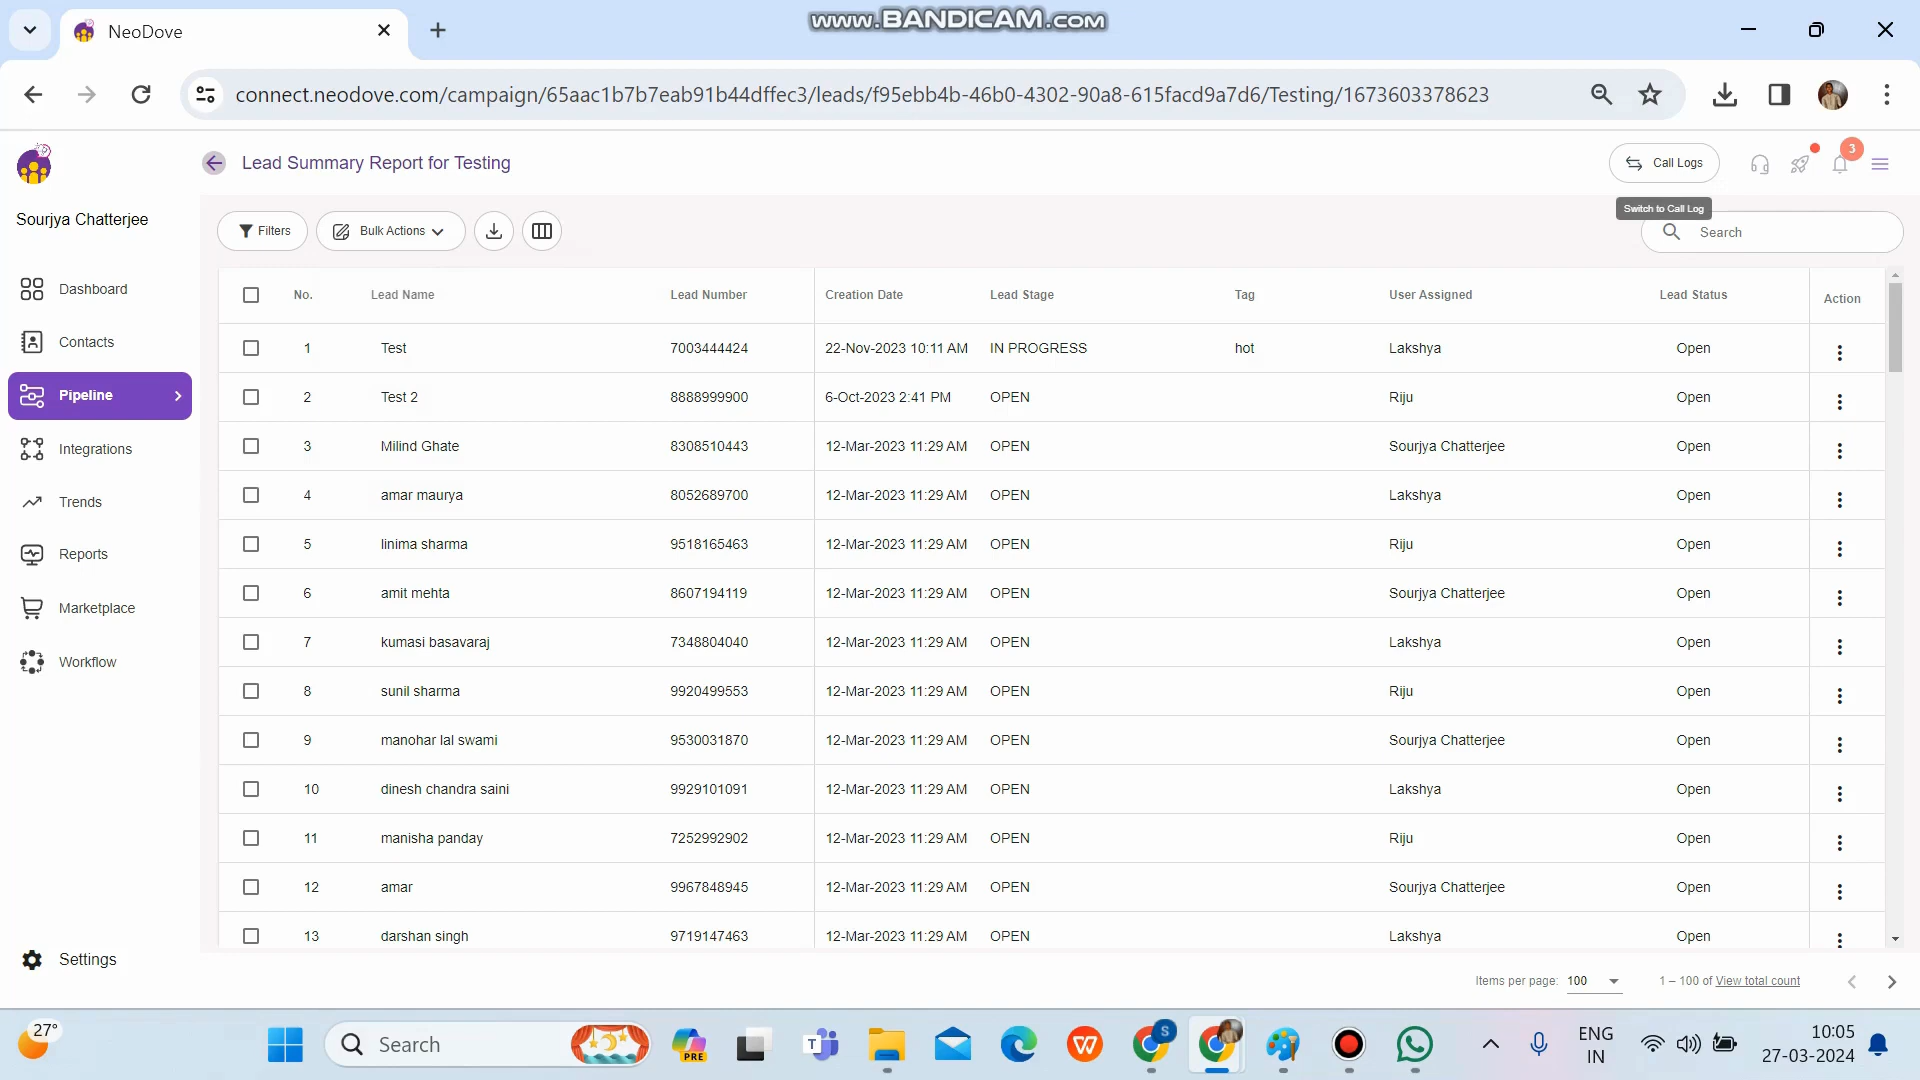 NeoDove
www.BANDICAM.com
connect.neodove.com/campaign/65aac1b7b7eab91b44dffec3/leads/f95ebb4b-46b0-4302-90a8-615facd9a7d6/Testing/1673603378623
Lead Summary Report for Testing
Call Logs
3
Switch to Call Log
Sourjya Chatterjee
Filters
Bulk Actions
Search
Dashboard
Contacts
Pipeline
Integrations
Trends
Reports
Marketplace
Workflow
Settings
No. Lead Name Lead Number Creation Date Lead Stage Tag User Assigned Lead Status Action
1 Test 7003444424 22-Nov-2023 10:11 AM IN PROGRESS hot Lakshya Open
2 Test 2 8888999900 6-Oct-2023 2:41 PM OPEN Riju Open
3 Milind Ghate 8308510443 12-Mar-2023 11:29 AM OPEN Sourjya Chatterjee Open
4 amar maurya 8052689700 12-Mar-2023 11:29 AM OPEN Lakshya Open
5 linima sharma 9518165463 12-Mar-2023 11:29 AM OPEN Riju Open
6 amit mehta 8607194119 12-Mar-2023 11:29 AM OPEN Sourjya Chatterjee Open
7 kumasi basavaraj 7348804040 12-Mar-2023 11:29 AM OPEN Lakshya Open
8 sunil sharma 9920499553 12-Mar-2023 11:29 AM OPEN Riju Open
9 manohar lal swami 9530031870 12-Mar-2023 11:29 AM OPEN Sourjya Chatterjee Open
10 dinesh chandra saini 9929101091 12-Mar-2023 11:29 AM OPEN Lakshya Open
11 manisha panday 7252992902 12-Mar-2023 11:29 AM OPEN Riju Open
12 amar 9967848945 12-Mar-2023 11:29 AM OPEN Sourjya Chatterjee Open
13 darshan singh 9719147463 12-Mar-2023 11:29 AM OPEN Lakshya Open
Items per page: 100 1 – 100 of View total count
27°
Search
PRE
T
W
S
ENG
IN
10:05
27-03-2024